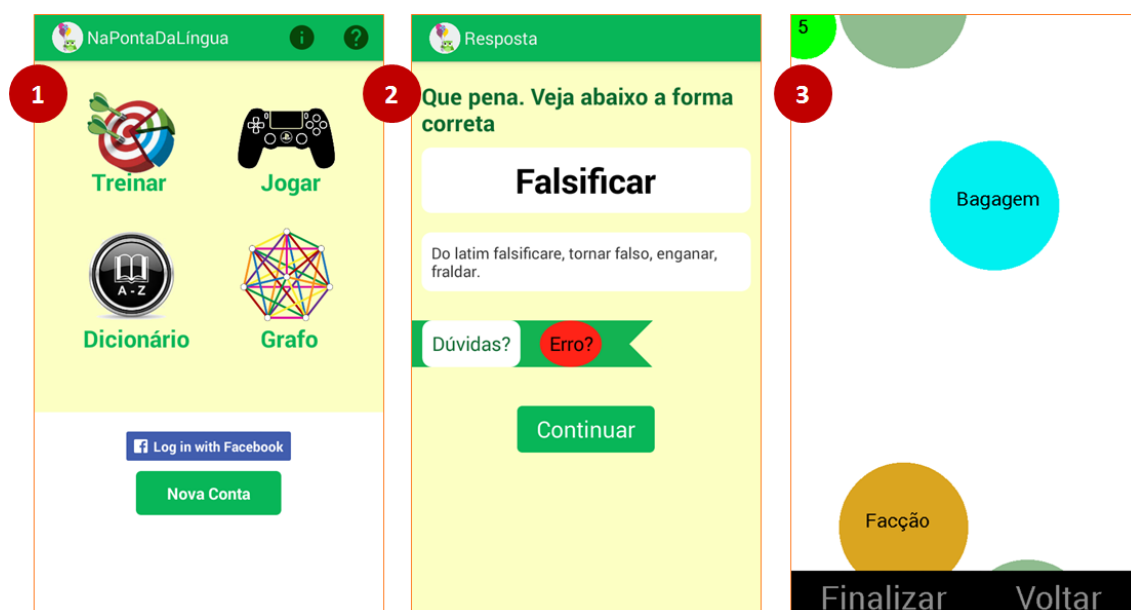 NaPontaDaLíngua
i
?
1
Treinar
Jogar
A-Z
Dicionário
Grafo
f Log in with Facebook
Nova Conta
Resposta
2
Que pena. Veja abaixo a forma
correta
Falsificar
Do latim falsificare, tornar falso, enganar,
fraldar.
Dúvidas?
Erro?
Continuar
5
3
Bagagem
Facção
Finalizar
Voltar